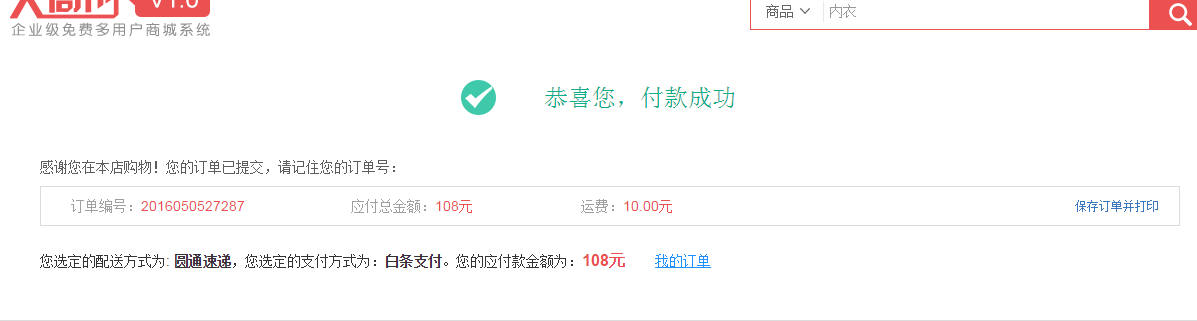 V1.0
企业级免费多用户商城系统
商品 内衣
恭喜您，付款成功
感谢您在本店购物！您的订单已提交，请记住您的订单号：
订单编号：2016050527287 应付总金额：108元 运费：10.00元 保存订单并打印
您选定的配送方式为: 圆通速递，您选定的支付方式为：白条支付。您的应付款金额为：108元 我的订单